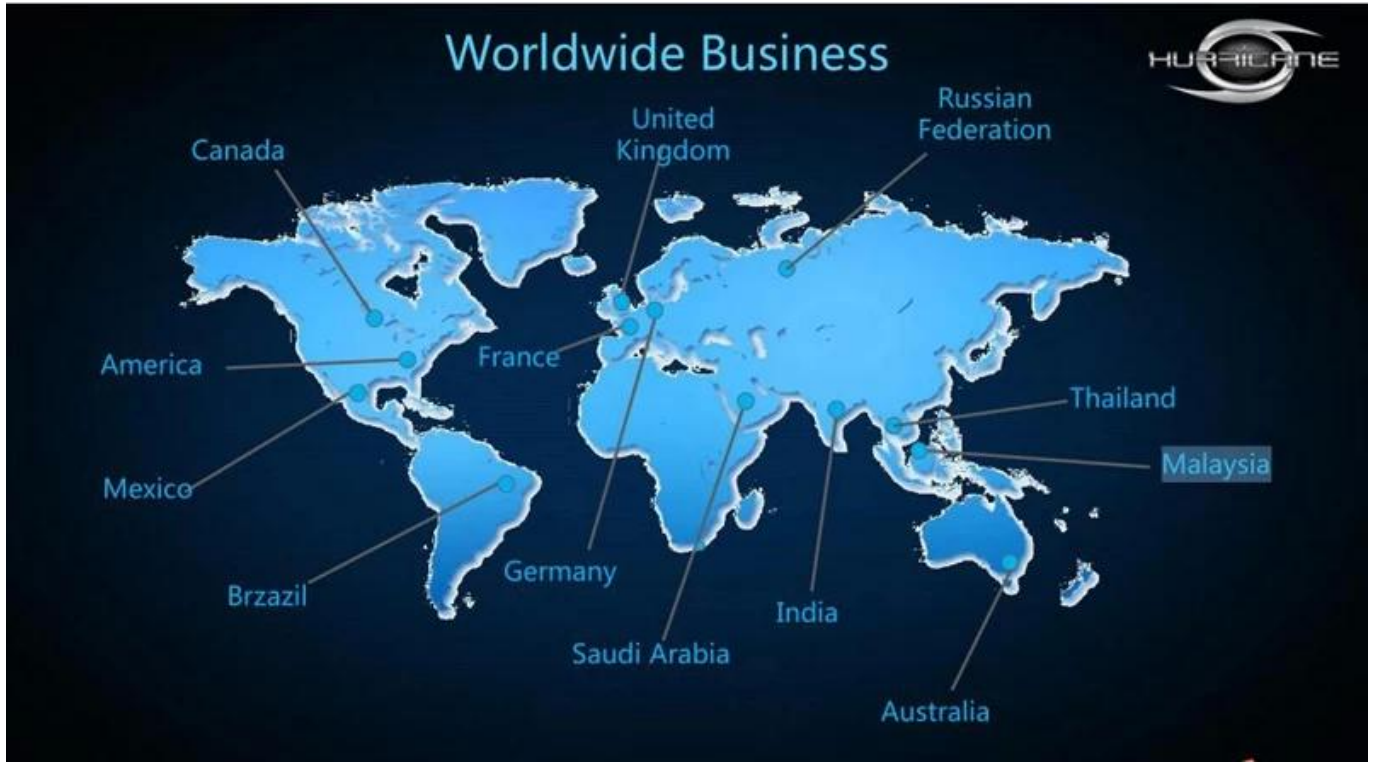 Worldwide Business
HURRICANE
Russian
Federation
United
Kingdom
Canada
America
France
Thailand
Malaysia
Mexico
Germany
Brzazil
India
Saudi Arabia
Australia